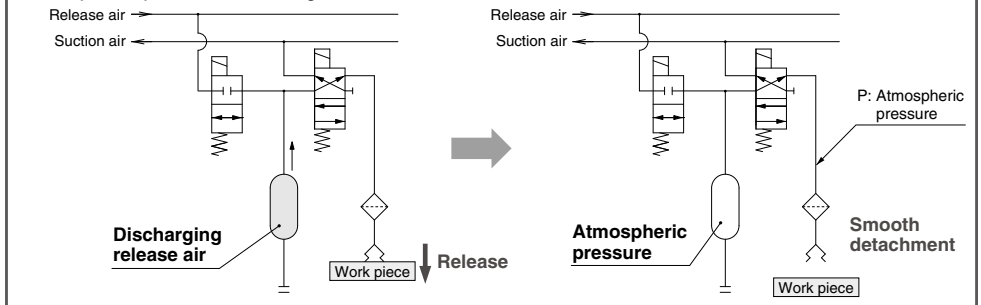 Release air
Suction air
Discharging
release air
Work piece
Release
Release air
Suction air
P: Atmospheric
pressure
Atmospheric
pressure
Smooth
detachment
Work piece